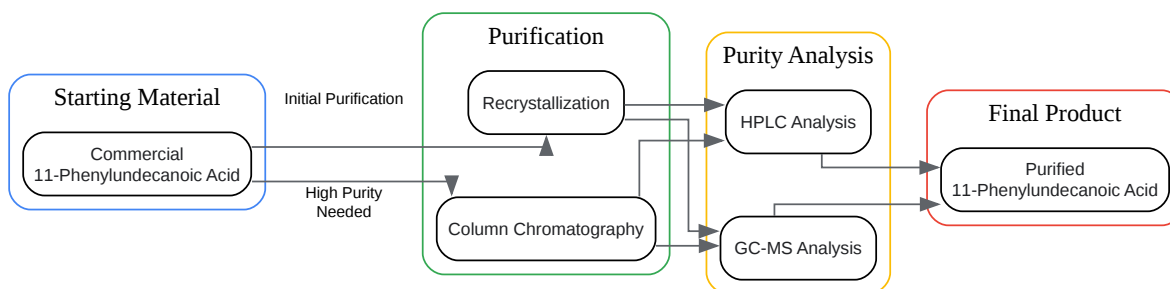 Starting Material
Commercial
11-Phenylundecanoic Acid
Initial Purification
High Purity
Needed
Purification
Recrystallization
Column Chromatography
Purity Analysis
HPLC Analysis
GC-MS Analysis
Final Product
Purified
11-Phenylundecanoic Acid